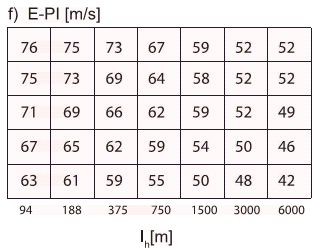 f) E-PI [m/s]
76 75 73 67 59 52 52
75 73 69 64 58 52 52
71 69 66 62 59 52 49
67 65 62 59 54 50 46
63 61 59 55 50 48 42
94 188 375 750 1500 3000 6000
lh[m]